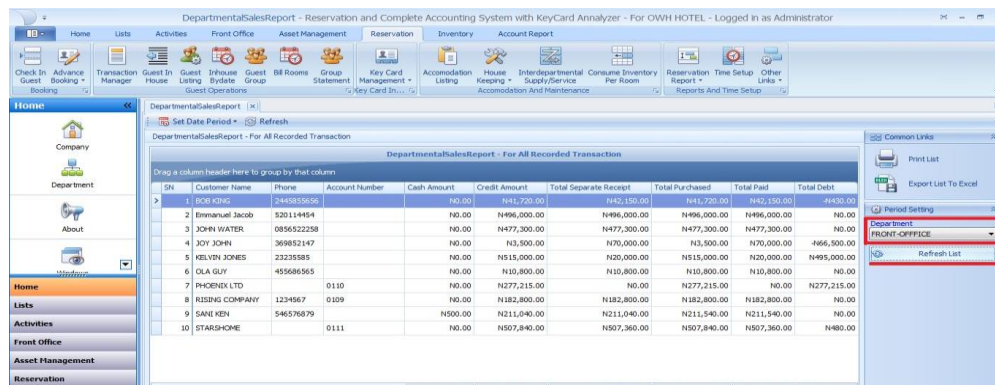 DepartmentalSalesReport - Reservation and Complete Accounting System with KeyCard Annalyzer - For OWH HOTEL - Logged in as Administrator
Home Lists Activities Front Office Asset Management Reservation Inventory Account Report
Check In Guest Advance Booking Transaction Manager Guest In House Guest Listing Inhouse Bydate Guest Group Bill Rooms Group Statement Key Card Management Accomodation Listing House Keeping Interdepartmental Supply/Service Consume Inventory Per Room Reservation Report Time Setup Other Links
Booking Guest Operations Key Card In... Accomodation And Maintenance Reports And Time Setup
Home
Company
Department
About
Home
Lists
Activities
Front Office
Asset Management
Reservation
DepartmentalSalesReport
Set Date Period Refresh
DepartmentalSalesReport - For All Recorded Transaction
DepartmentalSalesReport - For All Recorded Transaction
Drag a column header here to group by that column
SN Customer Name Phone Account Number Cash Amount Credit Amount Total Separate Receipt Total Purchased Total Paid Total Debt
1 BOB KING 2445855656 N0.00 N41,720.00 N42,150.00 N41,720.00 N42,150.00 -N430.00
2 Emmanuel Jacob 520114454 N0.00 N496,000.00 N496,000.00 N496,000.00 N496,000.00 N0.00
3 JOHN WATER 0856522258 N0.00 N477,300.00 N477,300.00 N477,300.00 N477,300.00 N0.00
4 JOY JOHN 369852147 N0.00 N3,500.00 N70,000.00 N3,500.00 N70,000.00 -N66,500.00
5 KELVIN JONES 23235585 N0.00 N515,000.00 N20,000.00 N515,000.00 N20,000.00 N495,000.00
6 OLA GUY 455686565 N0.00 N10,800.00 N10,800.00 N10,800.00 N10,800.00 N0.00
7 PHOENIX LTD 0110 N0.00 N277,215.00 N0.00 N277,215.00 N0.00 N277,215.00
8 RISING COMPANY 1234567 0109 N0.00 N182,800.00 N182,800.00 N182,800.00 N182,800.00 N0.00
9 SANI KEN 546576879 N500.00 N211,040.00 N211,040.00 N211,540.00 N211,540.00 N0.00
10 STARSHOME 0111 N0.00 N507,840.00 N507,360.00 N507,840.00 N507,360.00 N480.00
Common Links
Print List
Export List To Excel
Period Setting
Department
FRONT-OFFPICE
Refresh List